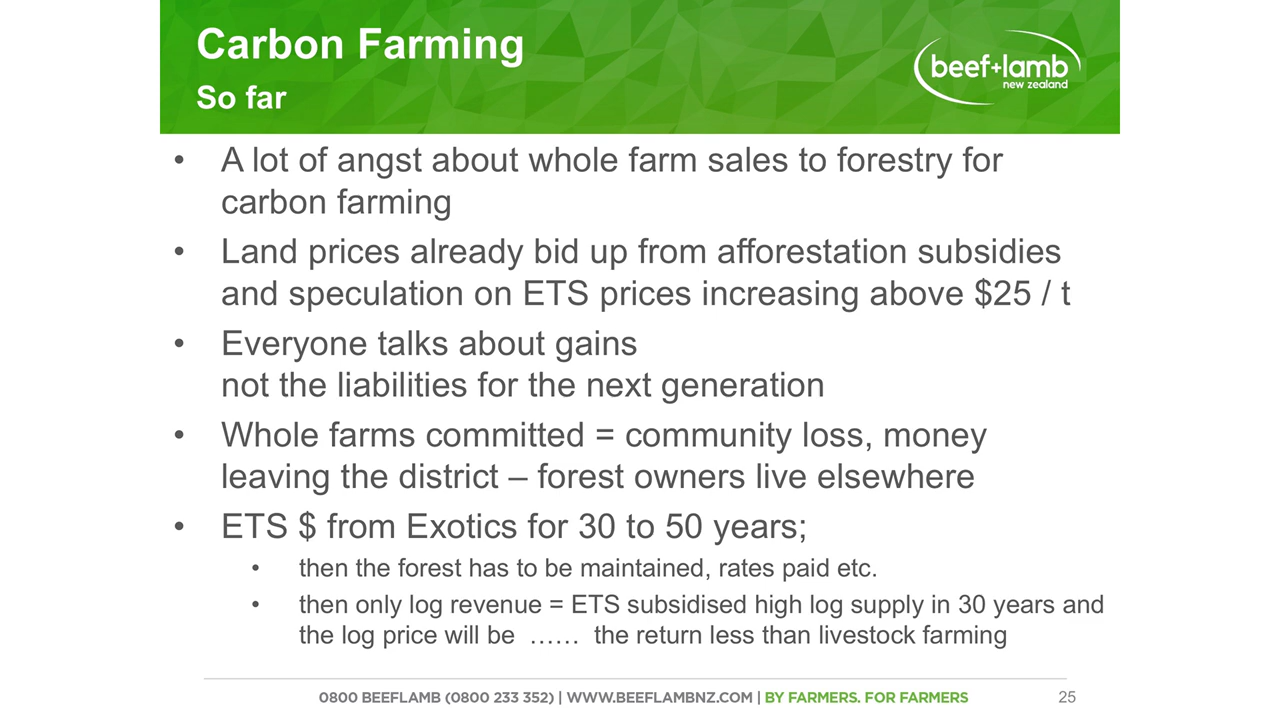 Carbon Farming
So far
beef+lamb
new zealand
• A lot of angst about whole farm sales to forestry for
carbon farming
• Land prices already bid up from afforestation subsidies
and speculation on ETS prices increasing above $25 / t
• Everyone talks about gains
not the liabilities for the next generation
• Whole farms committed = community loss, money
leaving the district – forest owners live elsewhere
• ETS $ from Exotics for 30 to 50 years;
• then the forest has to be maintained, rates paid etc.
• then only log revenue = ETS subsidised high log supply in 30 years and
the log price will be …… the return less than livestock farming
0800 BEEFLAMB (0800 233 352) | WWW.BEEFLAMBNZ.COM | BY FARMERS. FOR FARMERS
25